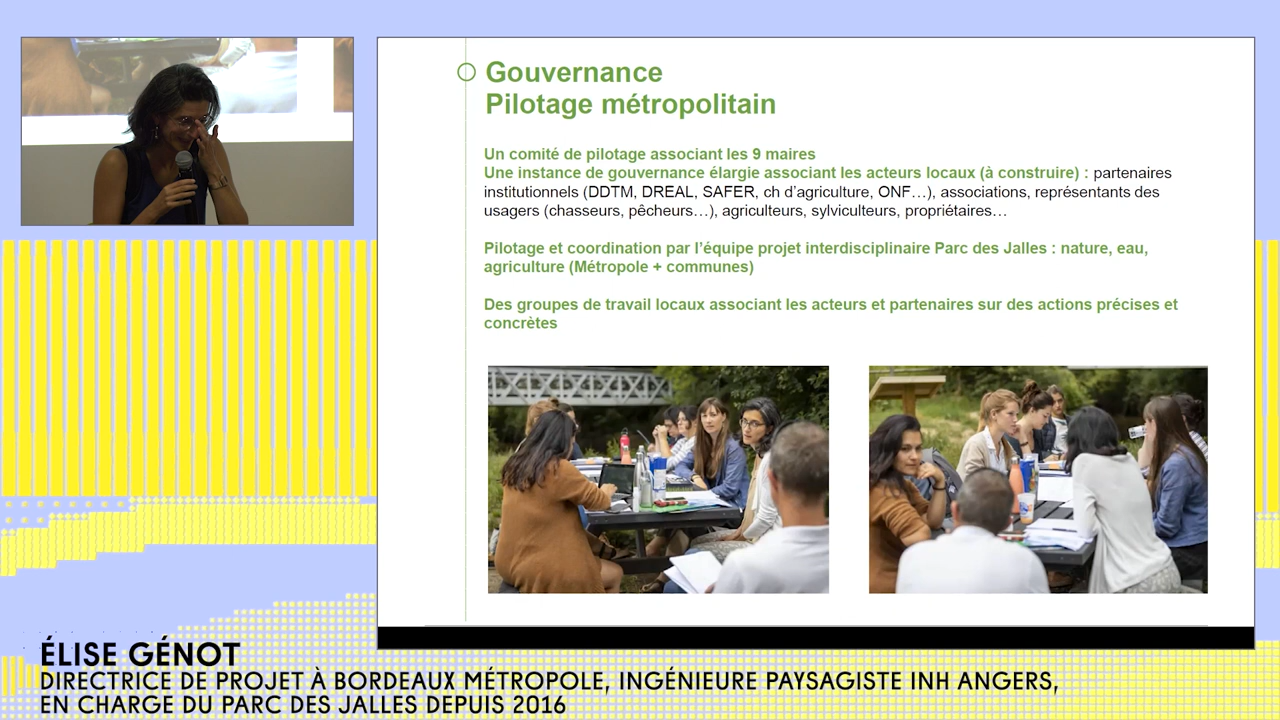 Gouvernance
Pilotage métropolitain
Un comité de pilotage associant les 9 maires
Une instance de gouvernance élargie associant les acteurs locaux (à construire) : partenaires
institutionnels (DDTM, DREAL, SAFER, ch d'agriculture, ONF…), associations, représentants des
usagers (chasseurs, pêcheurs…), agriculteurs, sylviculteurs, propriétaires…
Pilotage et coordination par l'équipe projet interdisciplinaire Parc des Jalles : nature, eau,
agriculture (Métropole + communes)
Des groupes de travail locaux associant les acteurs et partenaires sur des actions précises et
concrètes
ÉLISE GÉNOT
DIRECTRICE DE PROJET À BORDEAUX MÉTROPOLE, INGÉNIEURE PAYSAGISTE INH ANGERS,
EN CHARGE DU PARC DES JALLES DEPUIS 2016